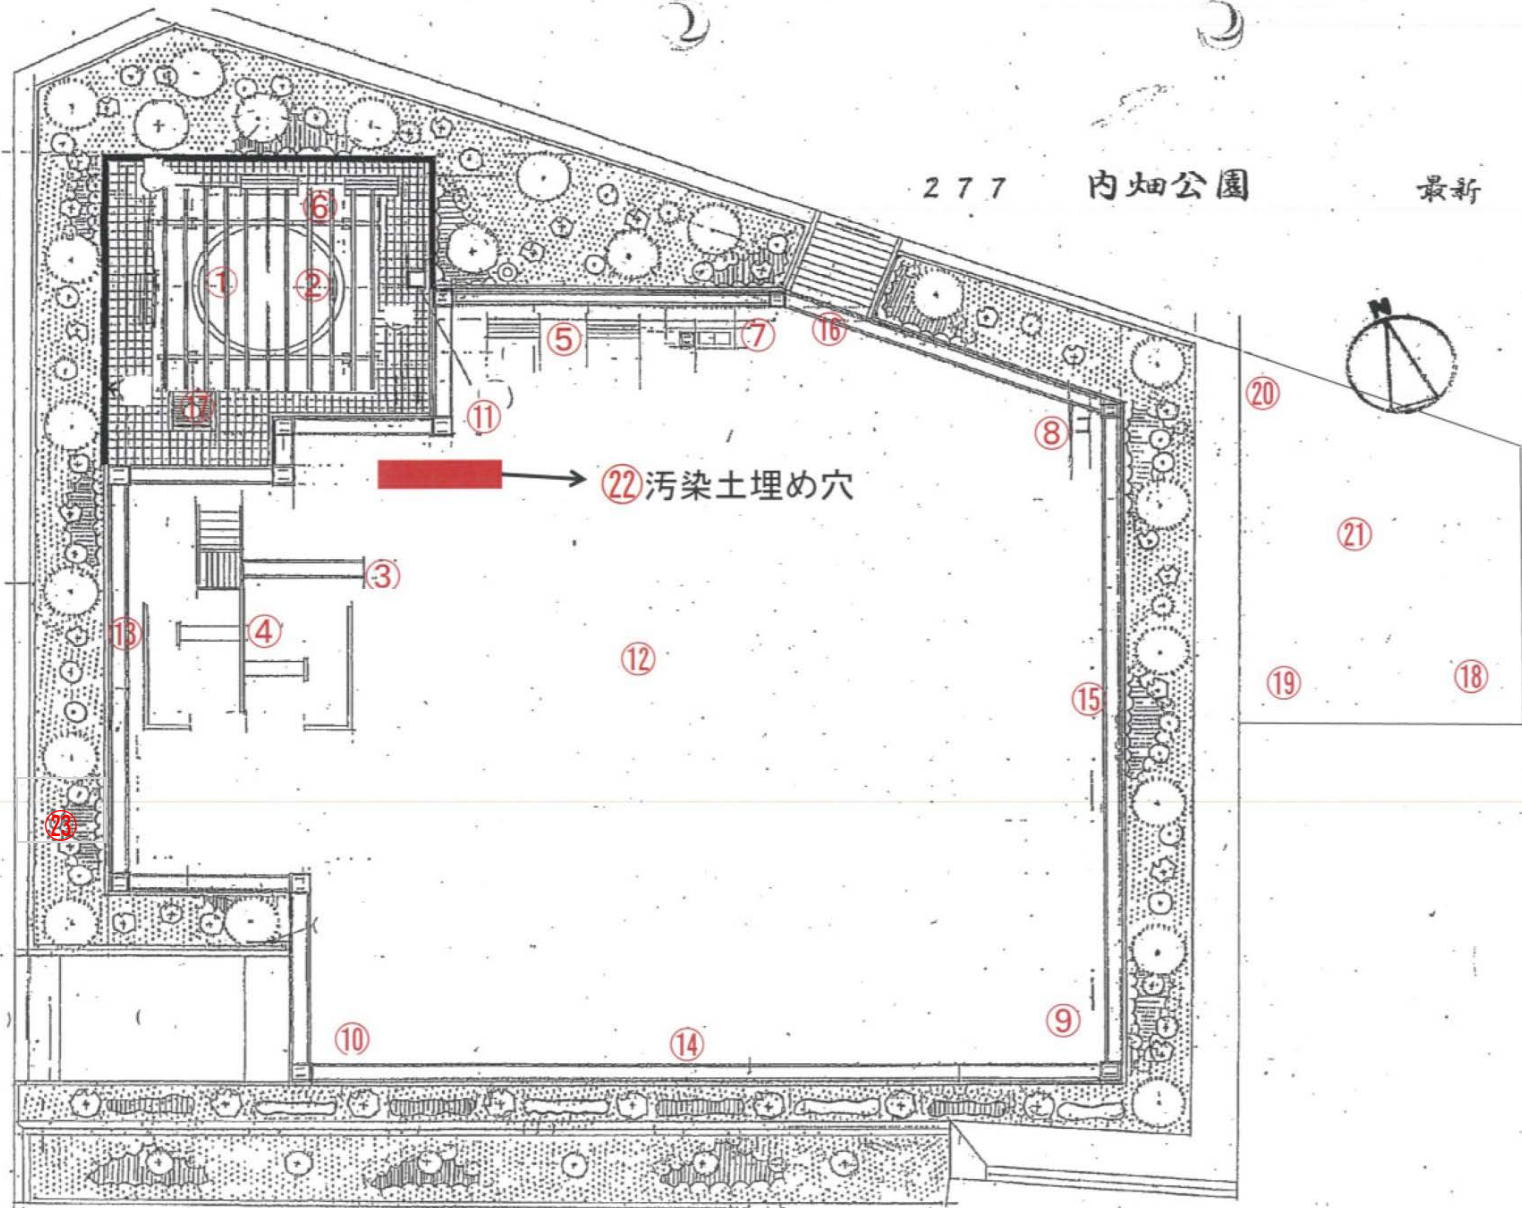 277 内畑公園 最新
N
⑥
① ②
⑤ ⑦ ⑯
⑳
⑰ ⑪ ⑧
㉒汚染土埋め穴
㉑
③
⑬ ④ ⑫
⑲ ⑱
⑮
㉓
⑩ ⑭ ⑨